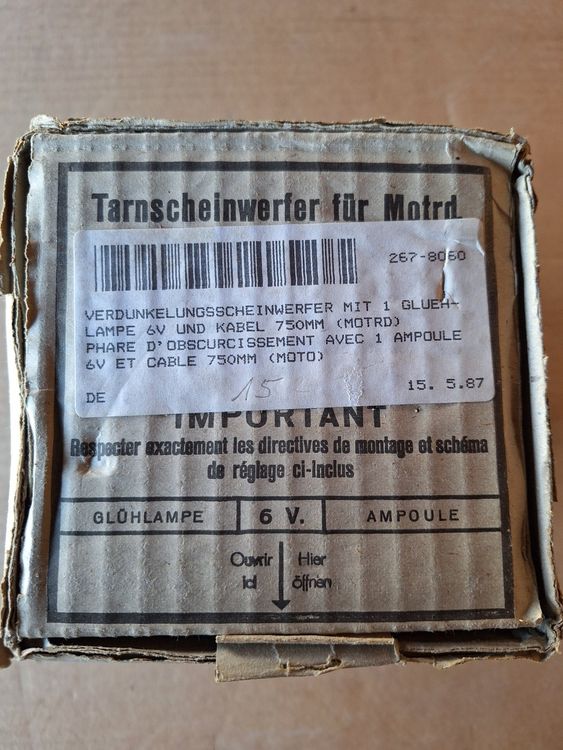 Tarnscheinwerfer für Motrd.
267-8060
VERDUNKELUNGSSCHEINWERFER MIT 1 GLUEH-
LAMPE 6V UND KABEL 750MM (MOTRD)
PHARE D'OBSCURCISSEMENT AVEC 1 AMPOULE
6V ET CABLE 750MM (MOTO)
DE 15 15. 5.87
IMPORTANT
Respecter exactement les directives de montage et schéma
de réglage ci-inclus
GLÜHLAMPE 6 V. AMPOULE
Ouvrir Hier
ici öffnen